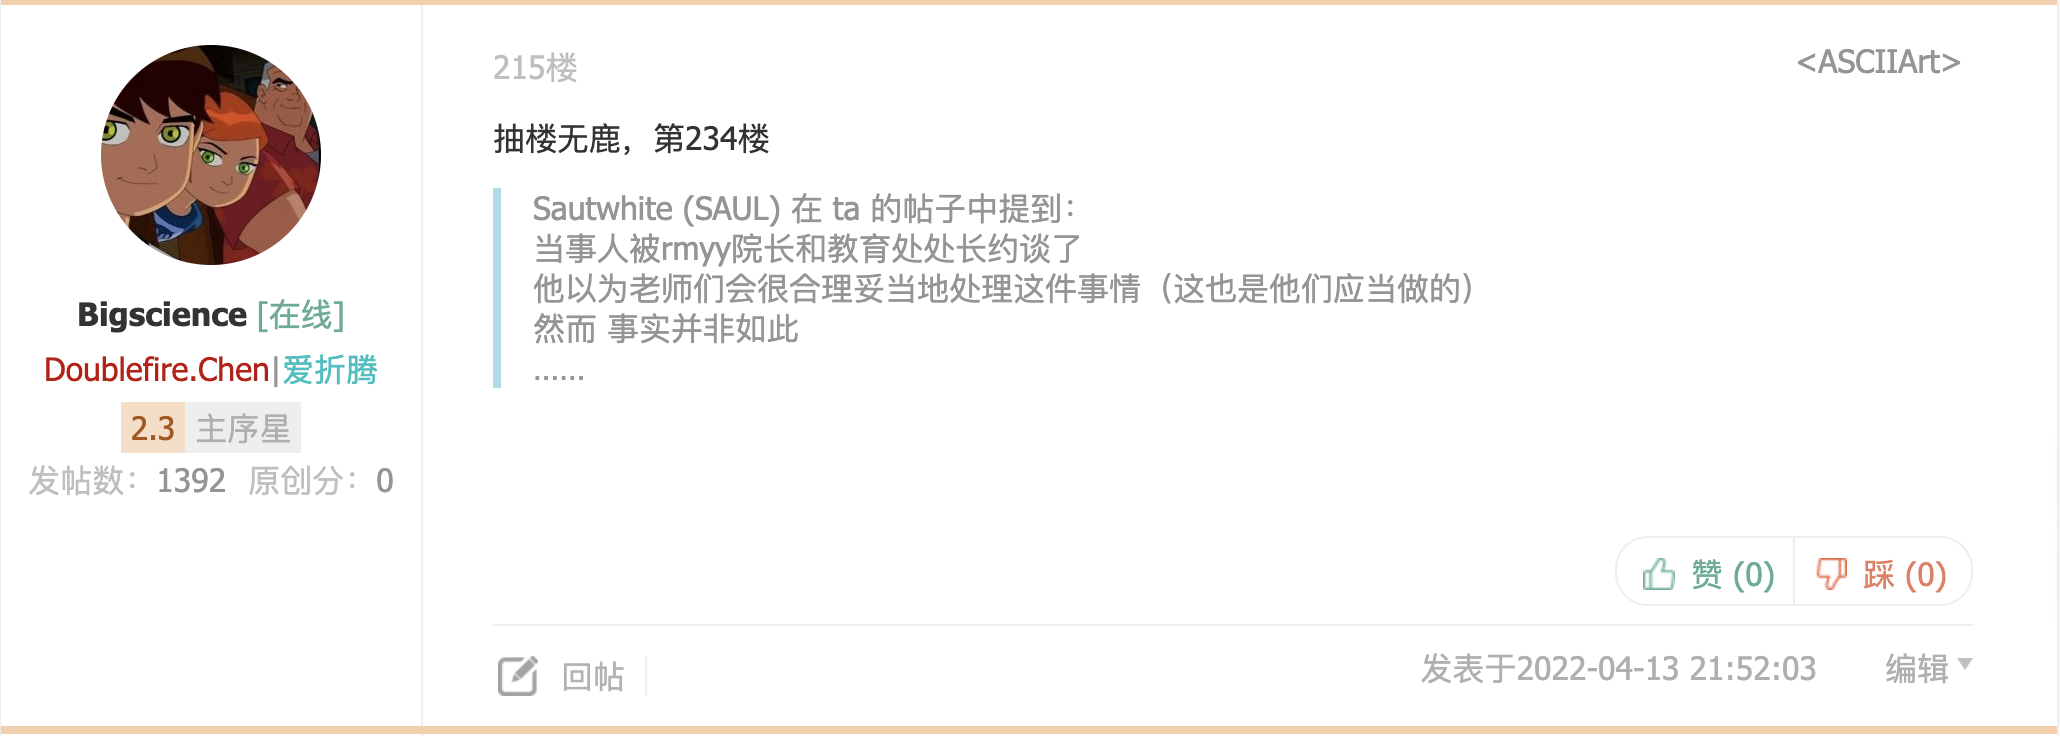 Bigscience [在线]
Doublefire.Chen|爱折腾
2.3 主序星
发帖数：1392 原创分：0
215楼
<ASCIIArt>
抽楼无鹿，第234楼
Sautwhite (SAUL) 在 ta 的帖子中提到：
当事人被rmyy院长和教育处处长约谈了
他以为老师们会很合理妥当地处理这件事情（这也是他们应当做的）
然而 事实并非如此
......
赞 (0) 踩 (0)
回帖
发表于2022-04-13 21:52:03 编辑